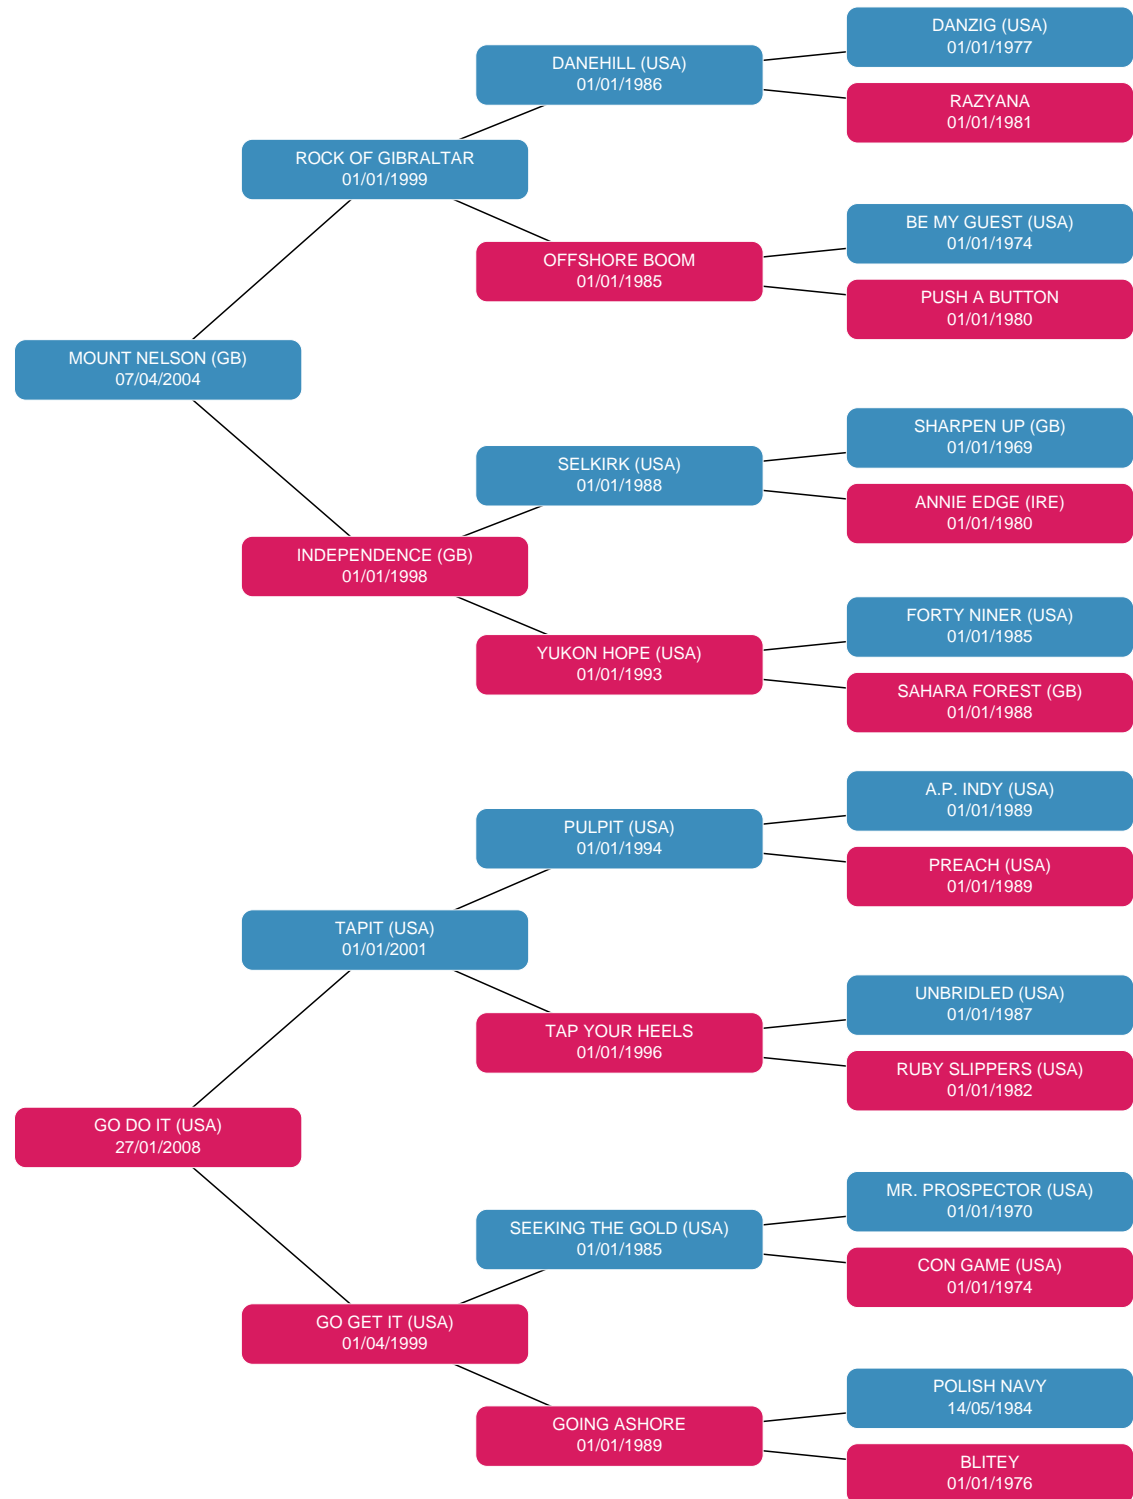 DANZIG (USA)
01/01/1977
DANEHILL (USA)
01/01/1986
RAZYANA
01/01/1981
ROCK OF GIBRALTAR
01/01/1999
BE MY GUEST (USA)
01/01/1974
OFFSHORE BOOM
01/01/1985
PUSH A BUTTON
01/01/1980
MOUNT NELSON (GB)
07/04/2004
SHARPEN UP (GB)
01/01/1969
SELKIRK (USA)
01/01/1988
ANNIE EDGE (IRE)
01/01/1980
INDEPENDENCE (GB)
01/01/1998
FORTY NINER (USA)
01/01/1985
YUKON HOPE (USA)
01/01/1993
SAHARA FOREST (GB)
01/01/1988
A.P. INDY (USA)
01/01/1989
PULPIT (USA)
01/01/1994
PREACH (USA)
01/01/1989
TAPIT (USA)
01/01/2001
UNBRIDLED (USA)
01/01/1987
TAP YOUR HEELS
01/01/1996
RUBY SLIPPERS (USA)
01/01/1982
GO DO IT (USA)
27/01/2008
MR. PROSPECTOR (USA)
01/01/1970
SEEKING THE GOLD (USA)
01/01/1985
CON GAME (USA)
01/01/1974
GO GET IT (USA)
01/04/1999
POLISH NAVY
14/05/1984
GOING ASHORE
01/01/1989
BLITEY
01/01/1976